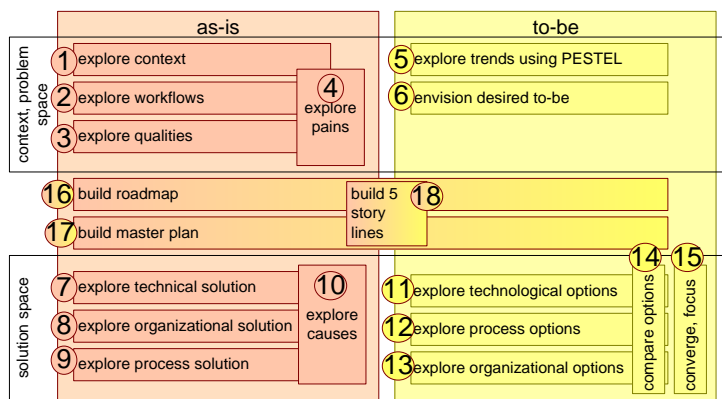 as-is
to-be
context, problem
space
1 explore context
2 explore workflows
3 explore qualities
4
explore
pains
5 explore trends using PESTEL
6 envision desired to-be
16 build roadmap
17 build master plan
build 5 18
story
lines
solution space
7 explore technical solution
8 explore organizational solution
9 explore process solution
10
explore
causes
11 explore technological options
12 explore process options
13 explore organizational options
14
compare options
15
converge, focus